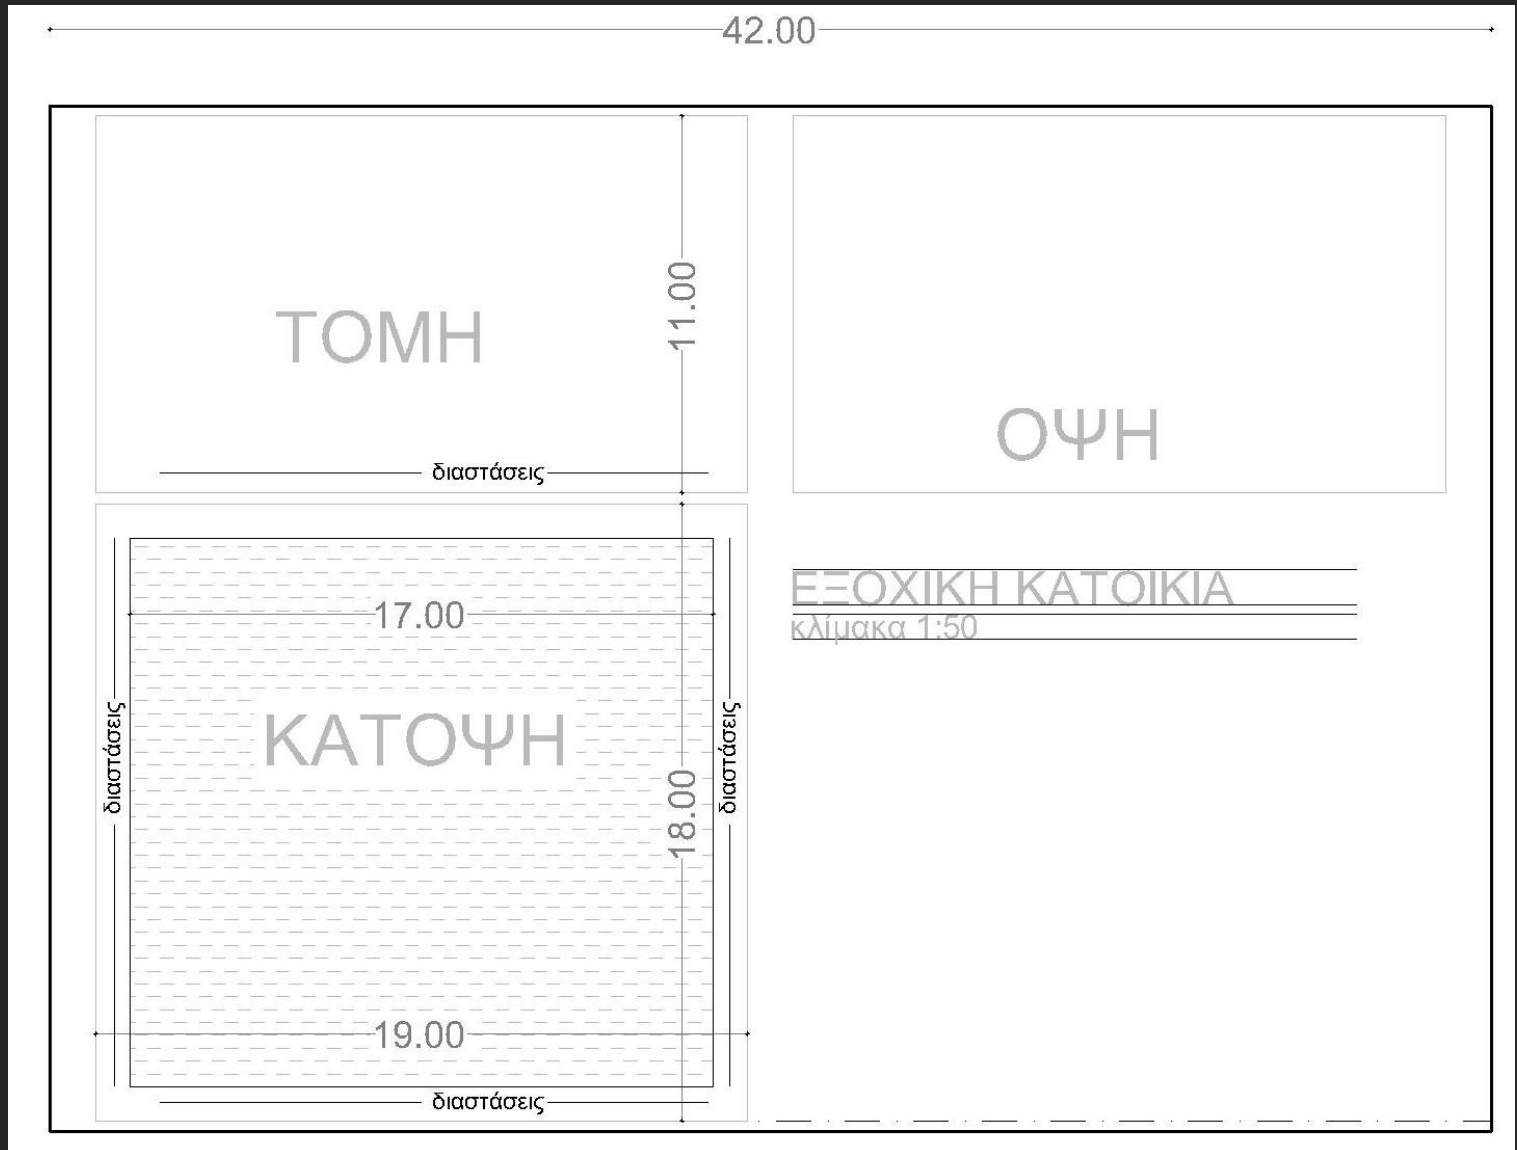 42.00
ΤΟΜΗ
11.00
διαστάσεις
ΟΨΗ
ΕΞΟΧΙΚΗ ΚΑΤΟΙΚΙΑ
κλίμακα 1:50
17.00
διαστάσεις
ΚΑΤΟΨΗ
18.00
διαστάσεις
19.00
διαστάσεις